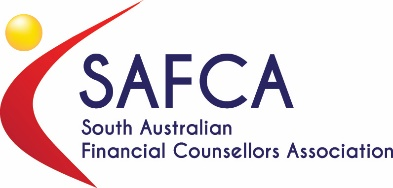 SAFCA
South Australian
Financial Counsellors Association